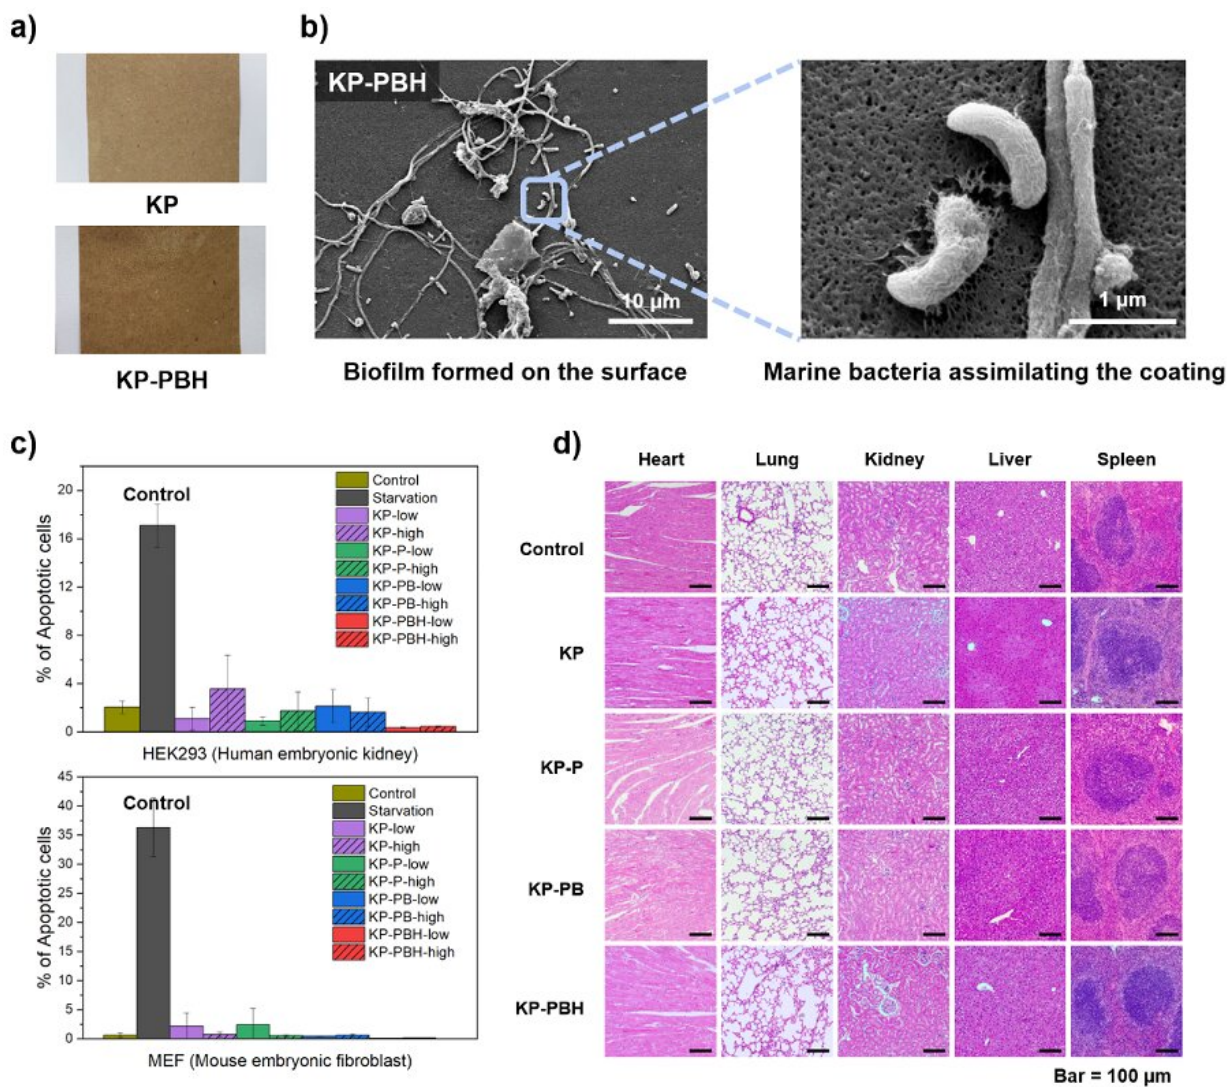 a)
KP
KP-PBH
b)
KP-PBH
10 μm
1 μm
Biofilm formed on the surface
Marine bacteria assimilating the coating
c)
% of Apoptotic cells
20
16
12
8
4
0
Control
Control
Starvation
KP-low
KP-high
KP-P-low
KP-P-high
KP-PB-low
KP-PB-high
KP-PBH-low
KP-PBH-high
HEK293 (Human embryonic kidney)
% of Apoptotic cells
45
40
35
30
25
20
15
10
5
0
Control
Control
Starvation
KP-low
KP-high
KP-P-low
KP-P-high
KP-PB-low
KP-PB-high
KP-PBH-low
KP-PBH-high
MEF (Mouse embryonic fibroblast)
d)
Heart Lung Kidney Liver Spleen
Control
KP
KP-P
KP-PB
KP-PBH
Bar = 100 μm